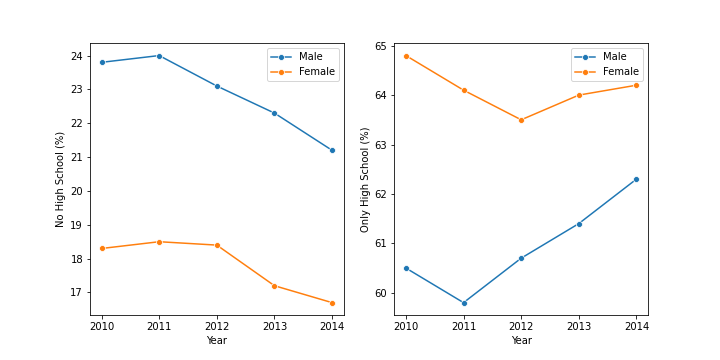 24
23
22
21
20
19
18
17
No High School (%)
2010 2011 2012 2013 2014
Year
Male
Female
65
64
63
62
61
60
Only High School (%)
2010 2011 2012 2013 2014
Year
Male
Female